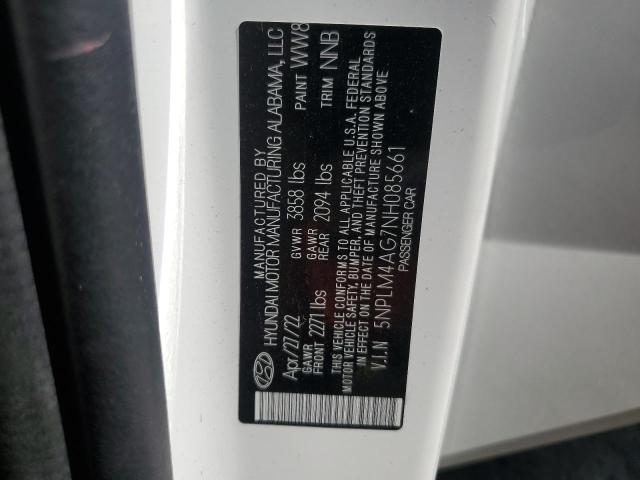 MANUFACTURED BY
HYUNDAI MOTOR MANUFACTURING ALABAMA, LLC
Apr/27/22 GVWR 3858 lbs PAINT WW8
GAWR FRONT 2271 lbs GAWR REAR 2094 lbs TRIM NNB
THIS VEHICLE CONFORMS TO ALL APPLICABLE U.S.A. FEDERAL
MOTOR VEHICLE SAFETY, BUMPER, AND THEFT PREVENTION STANDARDS
IN EFFECT ON THE DATE OF MANUFACTURE SHOWN ABOVE
V.I.N 5NPLM4AG7NH085661
PASSENGER CAR